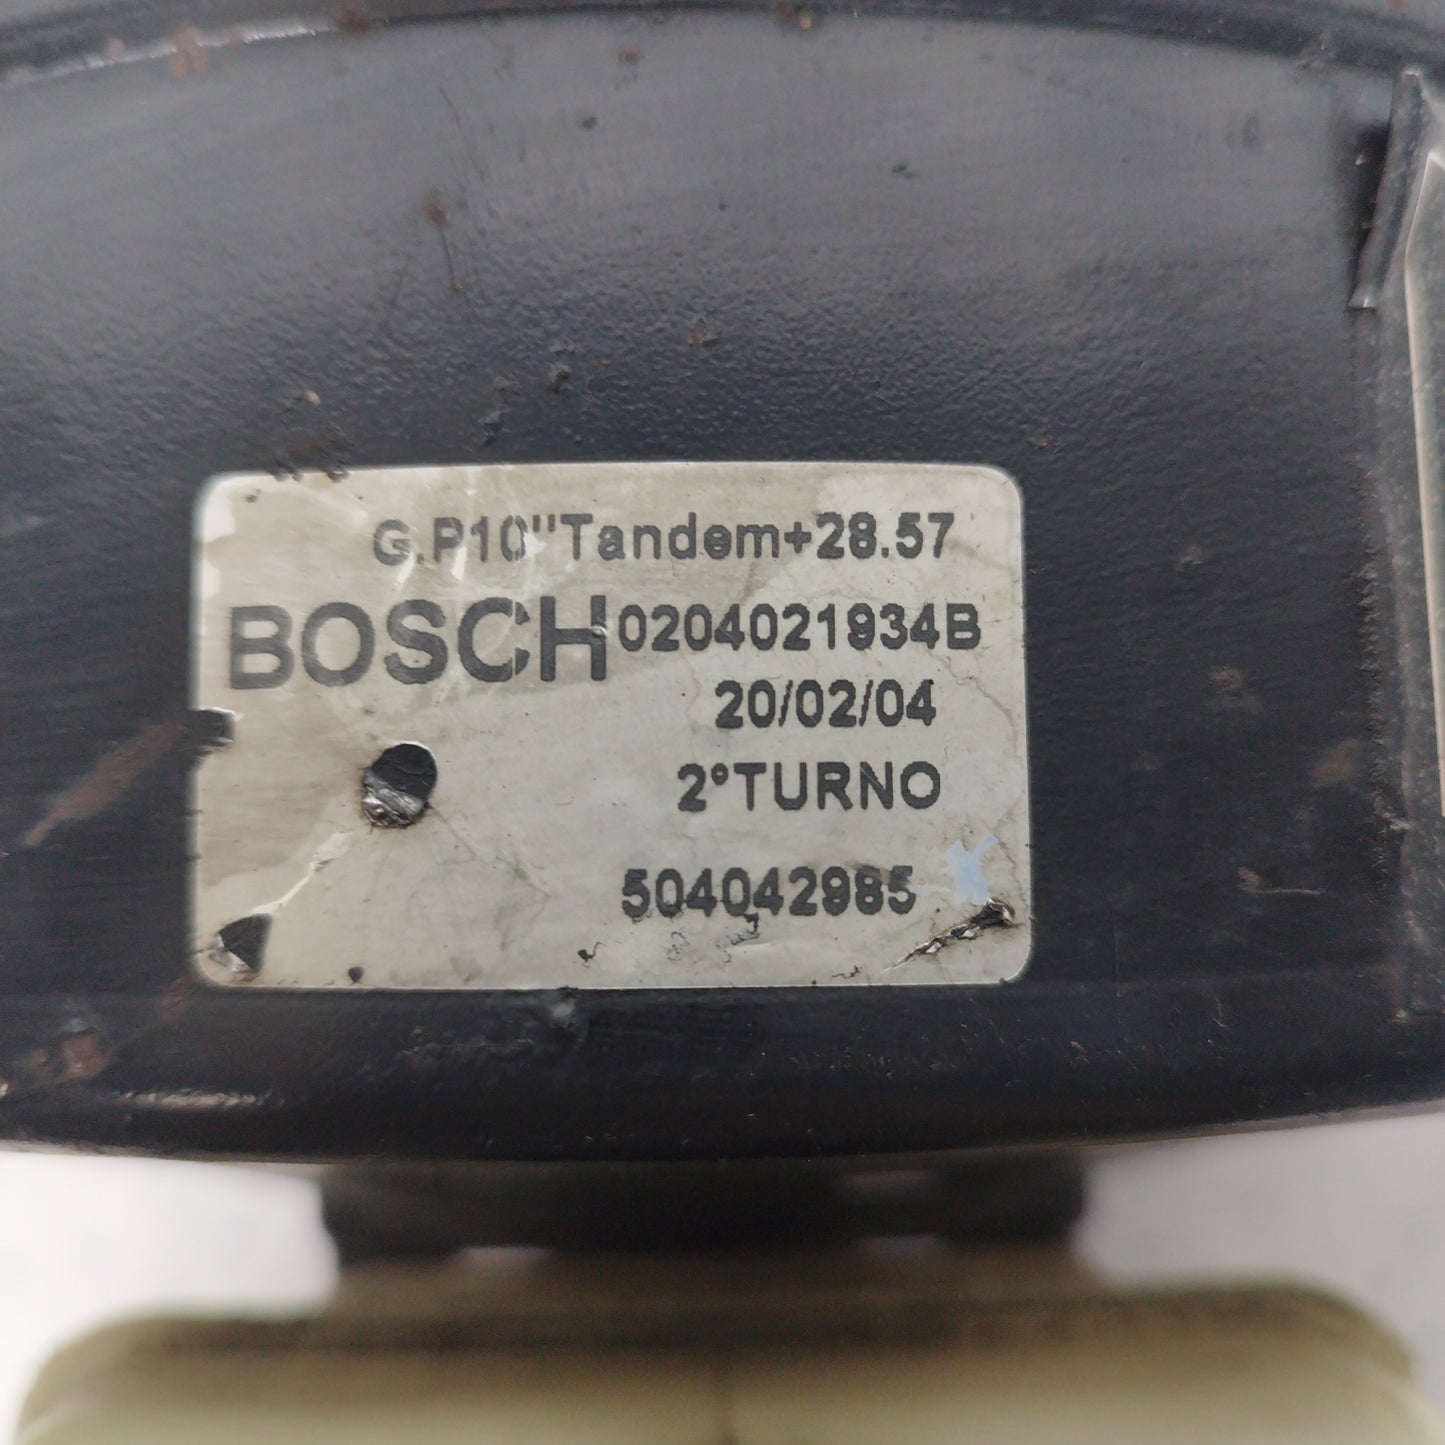 G.P10"Tandem+28.57
BOSCH 0204021934B
20/02/04
2°TURNO
504042985